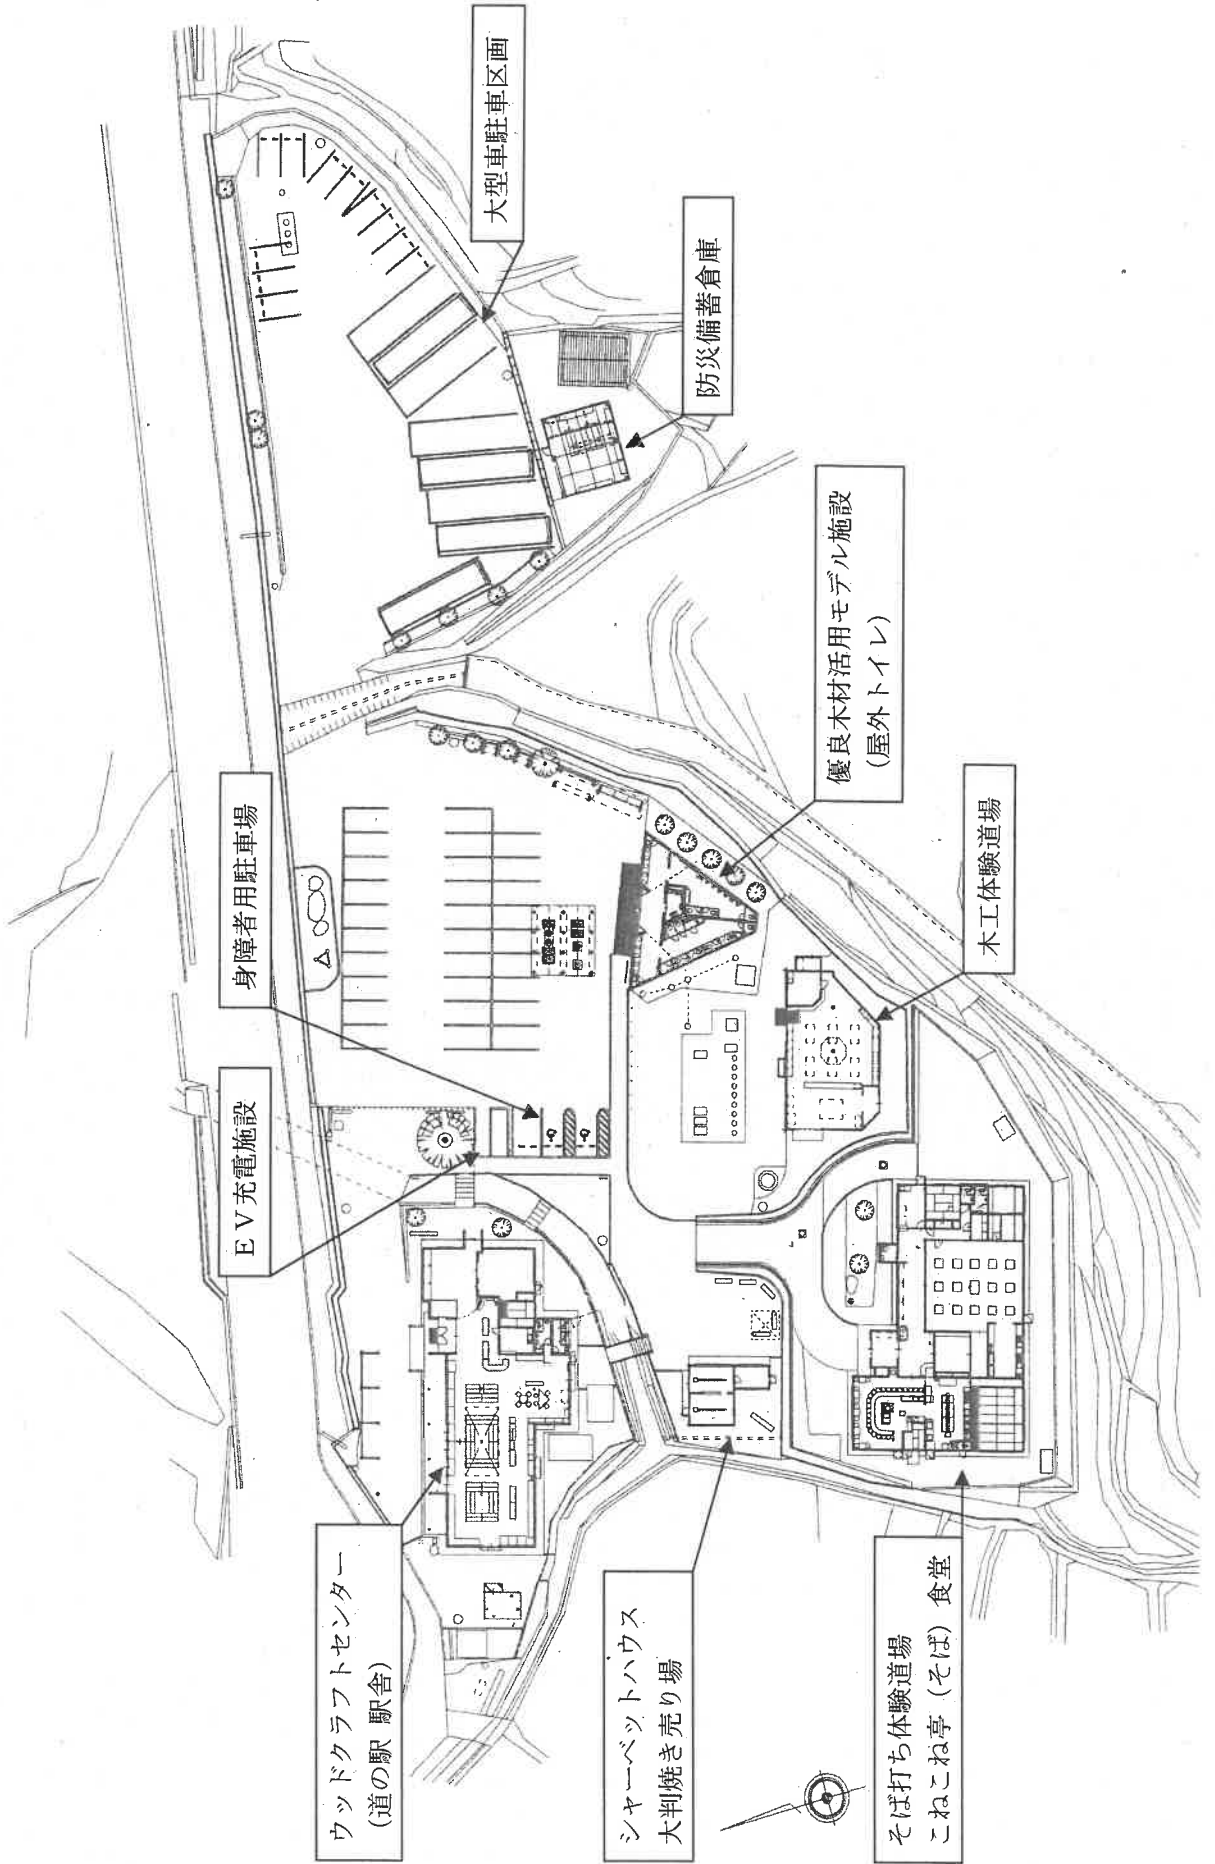 ウッドクラフトセンター
(道の駅 駅舎)
EV充電施設
身障者用駐車場
大型車駐車区画
防災備蓄倉庫
優良木材活用モデル施設
(屋外トイレ)
木工体験道場
シャーベットハウス
大判焼き売り場
そば打ち体験道場
こねこね亭 (そば) 食堂